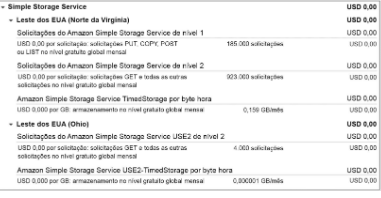 Simple Storage Service USD 0,00
Leste dos EUA (Norte da Virgínia) USD 0,00
Solicitações do Amazon Simple Storage Service de nível 1 USD 0,00
USD 0,00 por solicitação: solicitações PUT, COPY, POST 185.000 solicitações USD 0,00
ou LIST no nível gratuito global mensal
Solicitações do Amazon Simple Storage Service de nível 2 USD 0,00
USD 0,00 por solicitação: solicitações GET e todas as outras 923.000 solicitações USD 0,00
solicitações no nível gratuito global mensal
Amazon Simple Storage Service TimedStorage por byte hora USD 0,00
USD 0,000 por GB: armazenamento no nível gratuito global mensal 0,156 GB/mês USD 0,00
Leste dos EUA (Ohio) USD 0,00
Solicitações do Amazon Simple Storage Service USE2 de nível 2 USD 0,00
USD 0,00 por solicitação: solicitações GET e todas as outras 4.000 solicitações USD 0,00
solicitações no nível gratuito global mensal
Amazon Simple Storage Service USE2-TimedStorage por byte hora USD 0,00
USD 0,000 por GB: armazenamento no nível gratuito global mensal 0,000001 GB/mês USD 0,00